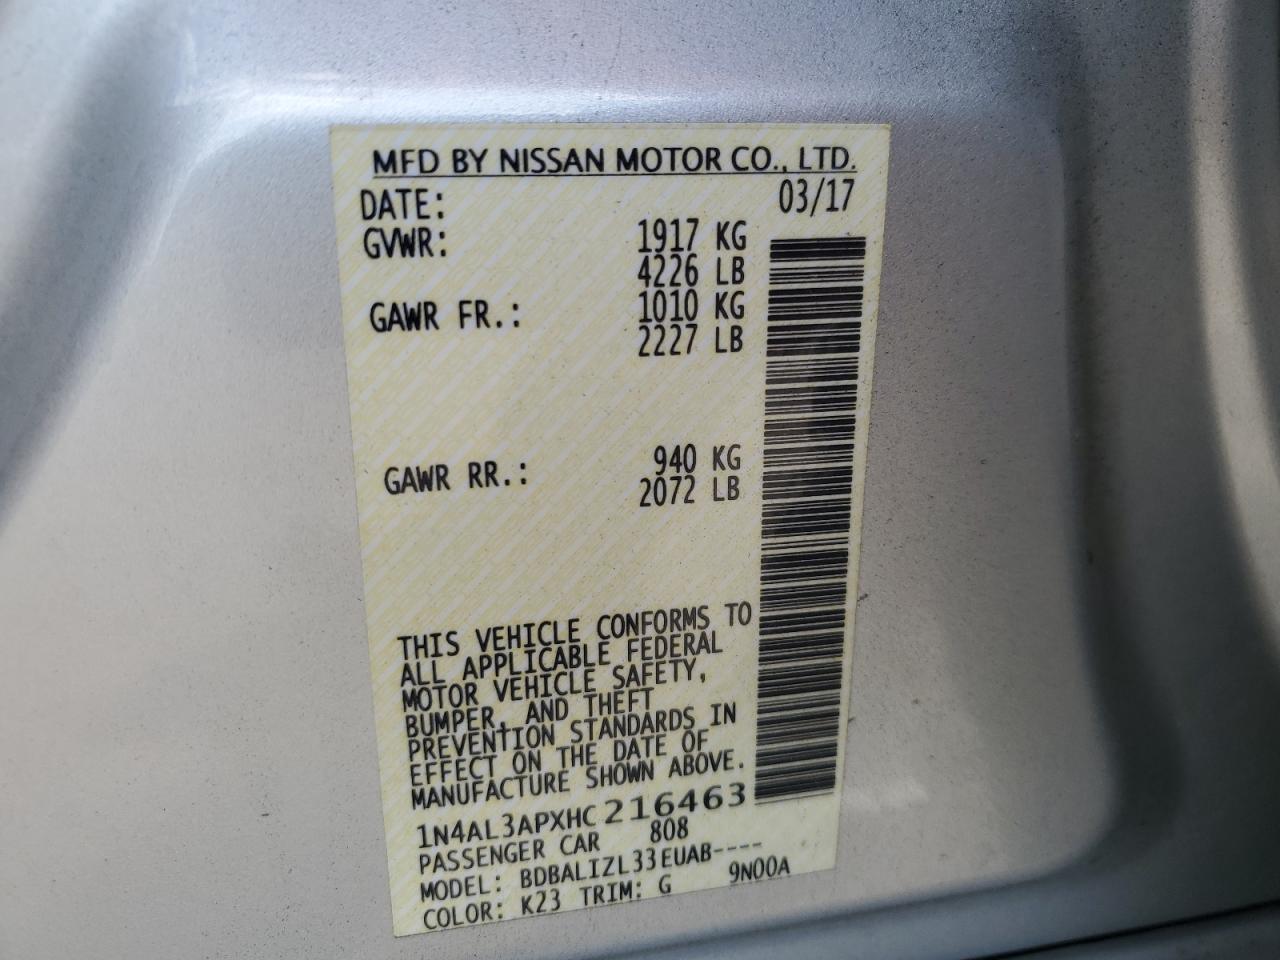 MFD BY NISSAN MOTOR CO., LTD.
DATE: 03/17
GVWR: 1917 KG
4226 LB
GAWR FR.: 1010 KG
2227 LB
GAWR RR.: 940 KG
2072 LB
THIS VEHICLE CONFORMS TO
ALL APPLICABLE FEDERAL
MOTOR VEHICLE SAFETY,
BUMPER, AND THEFT
PREVENTION STANDARDS IN
EFFECT ON THE DATE OF
MANUFACTURE SHOWN ABOVE.
1N4AL3APXHC216463
PASSENGER CAR 808
MODEL: BDBALIZL33EUAB----
COLOR: K23 TRIM: G 9N00A